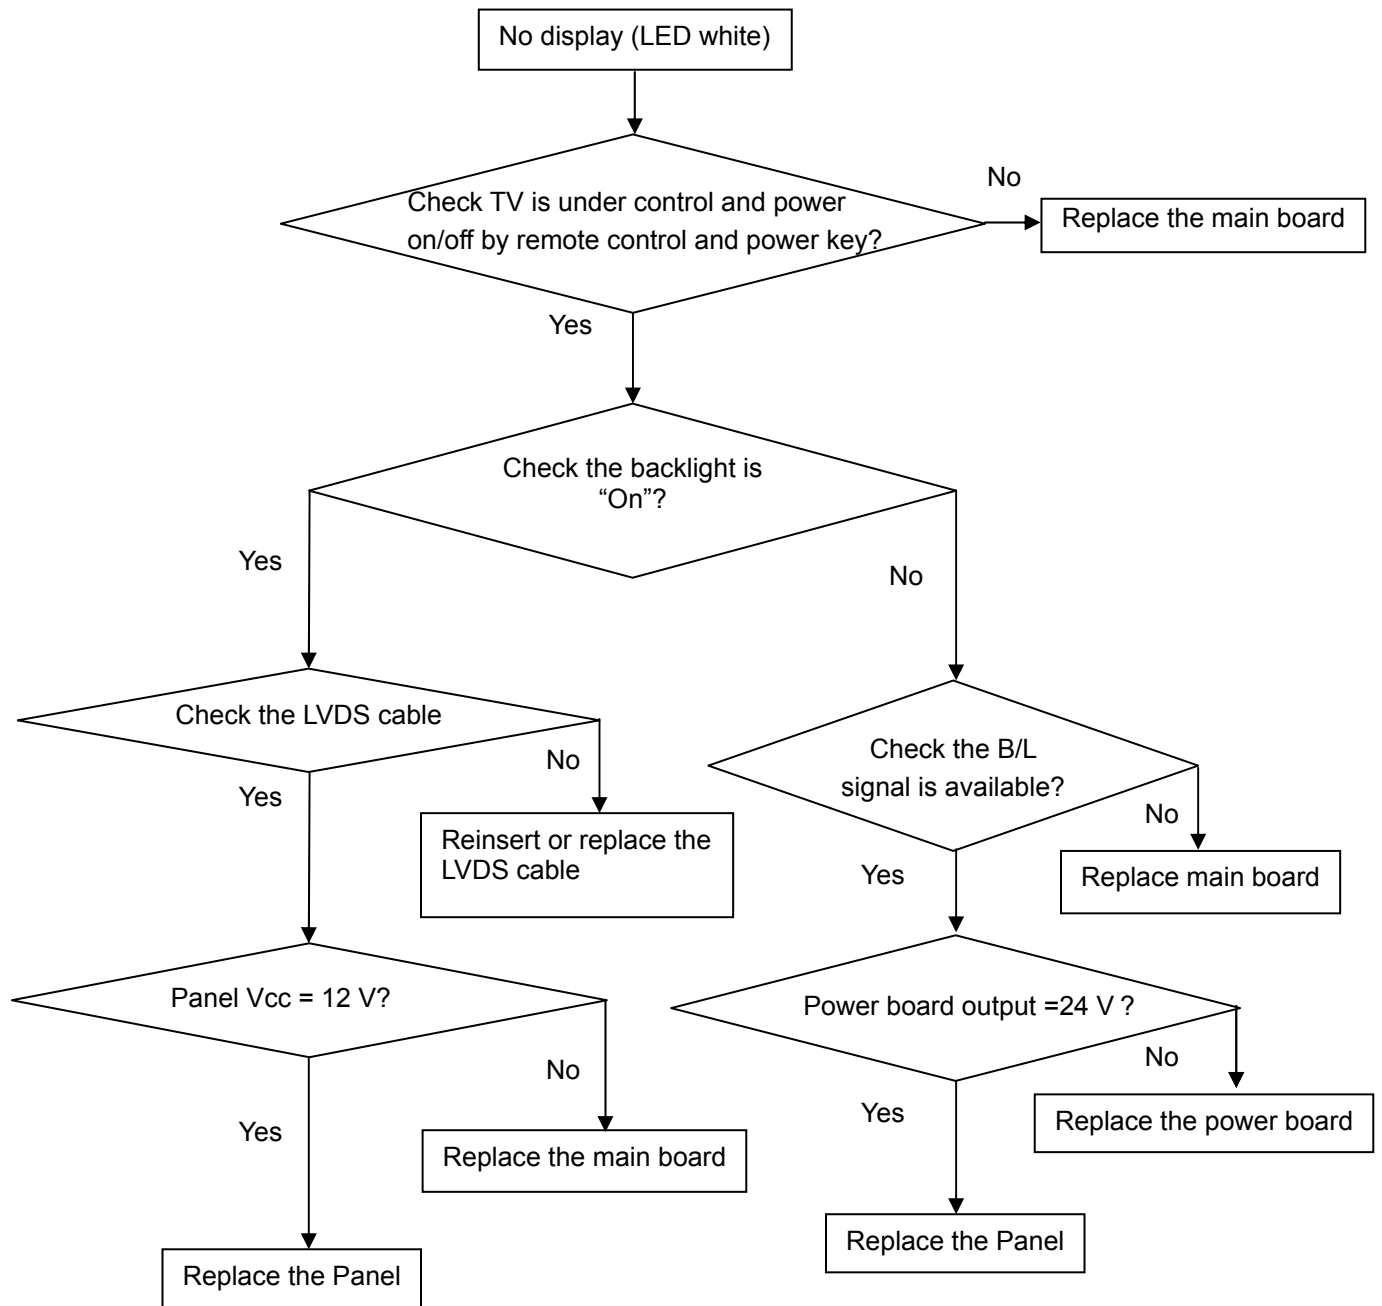 No display (LED white)
Check TV is under control and power
on/off by remote control and power key?
No
Replace the main board
Yes
Check the backlight is
“On”?
Yes
No
Check the LVDS cable
No
Yes
Reinsert or replace the
LVDS cable
Check the B/L
signal is available?
No
Yes
Replace main board
Panel Vcc = 12 V?
No
Yes
Replace the main board
Replace the Panel
Power board output =24 V ?
No
Yes
Replace the power board
Replace the Panel